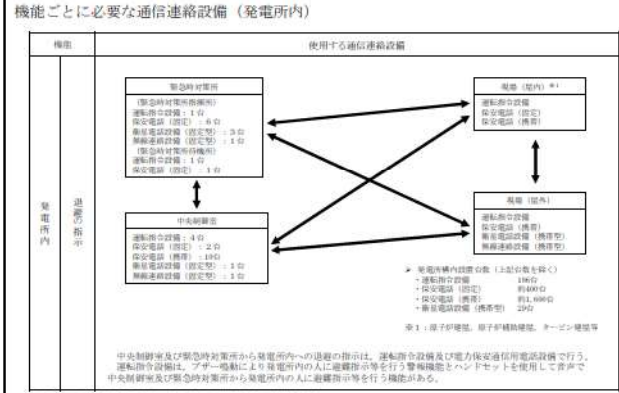 機能ごとに必要な通信連絡設備（発電所内）
機能
使用する通信連絡設備
発電所内
退避の指示
緊急時対策所
（緊急時対策所指揮所）
運転指令設備：1台
保安電話（固定）：6台
衛星電話設備（固定型）：3台
無線連絡設備（固定型）：1台
（緊急時対策所待機所）
運転指令設備：1台
保安電話（固定）：1台
中央制御室
運転指令設備：4台
保安電話（固定）：2台
保安電話（携帯）：10台
衛星電話設備（固定型）：1台
無線連絡設備（固定型）：1台
現場（屋内）※1
運転指令設備
保安電話（固定）
保安電話（携帯）
現場（屋外）
運転指令設備
保安電話（携帯）
衛星電話設備（携帯型）
無線連絡設備（携帯型）
➢ 発電所構内設置台数（上記台数を除く）
・運転指令設備 196台
・保安電話（固定） 約400台
・保安電話（携帯） 約1,600台
・衛星電話設備（携帯型） 29台
※1：原子炉建屋，原子炉補助建屋，タービン建屋等
中央制御室及び緊急時対策所から発電所内への退避の指示は，運転指令設備及び電力保安通信用電話設備で行う。
運転指令設備は，ブザー鳴動により発電所内の人に避難指示等を行う警報機能とハンドセットを使用して音声で
中央制御室及び緊急時対策所から発電所内の人に避難指示等を行う機能がある。